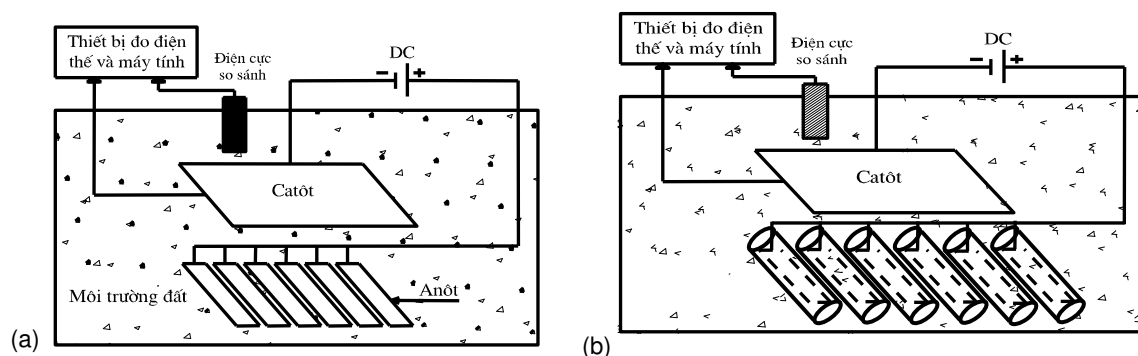 Thiết bị đo điện
thế và máy tính
Điện cực
so sánh
DC
− +
Catôt
Môi trường đất
Anôt
(a)
Thiết bị đo điện
thế và máy tính
Điện cực
so sánh
DC
− +
Catôt
(b)